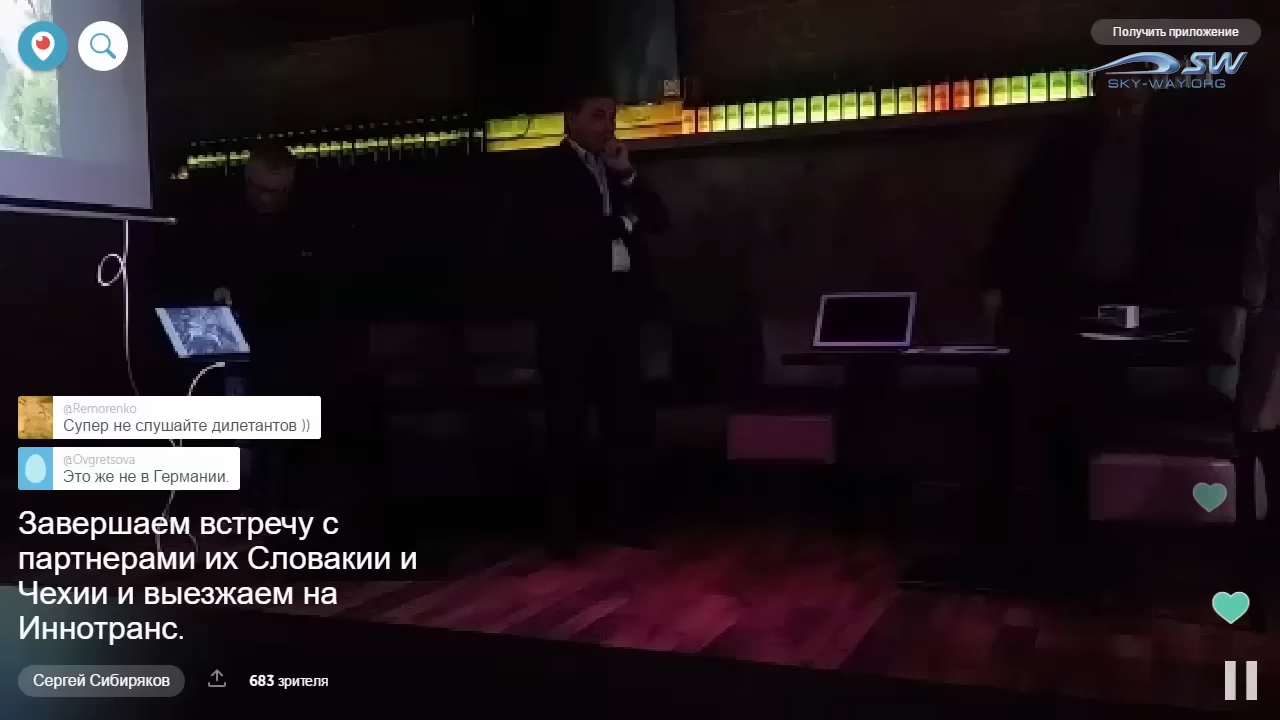 Получить приложение
SW
SKY-WAY.ORG
@Remorenko
Супер не слушайте дилетантов ))
@Ovgretsova
Это же не в Германии.
Завершаем встречу с
партнерами их Словакии и
Чехии и выезжаем на
Иннотранс.
Сергей Сибиряков
683 зрителя